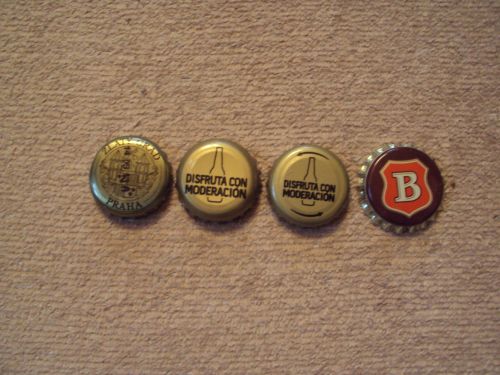 PRAHA
DISFRUTA CON
MODERACIÓN
DISFRUTA CON
MODERACIÓN
B